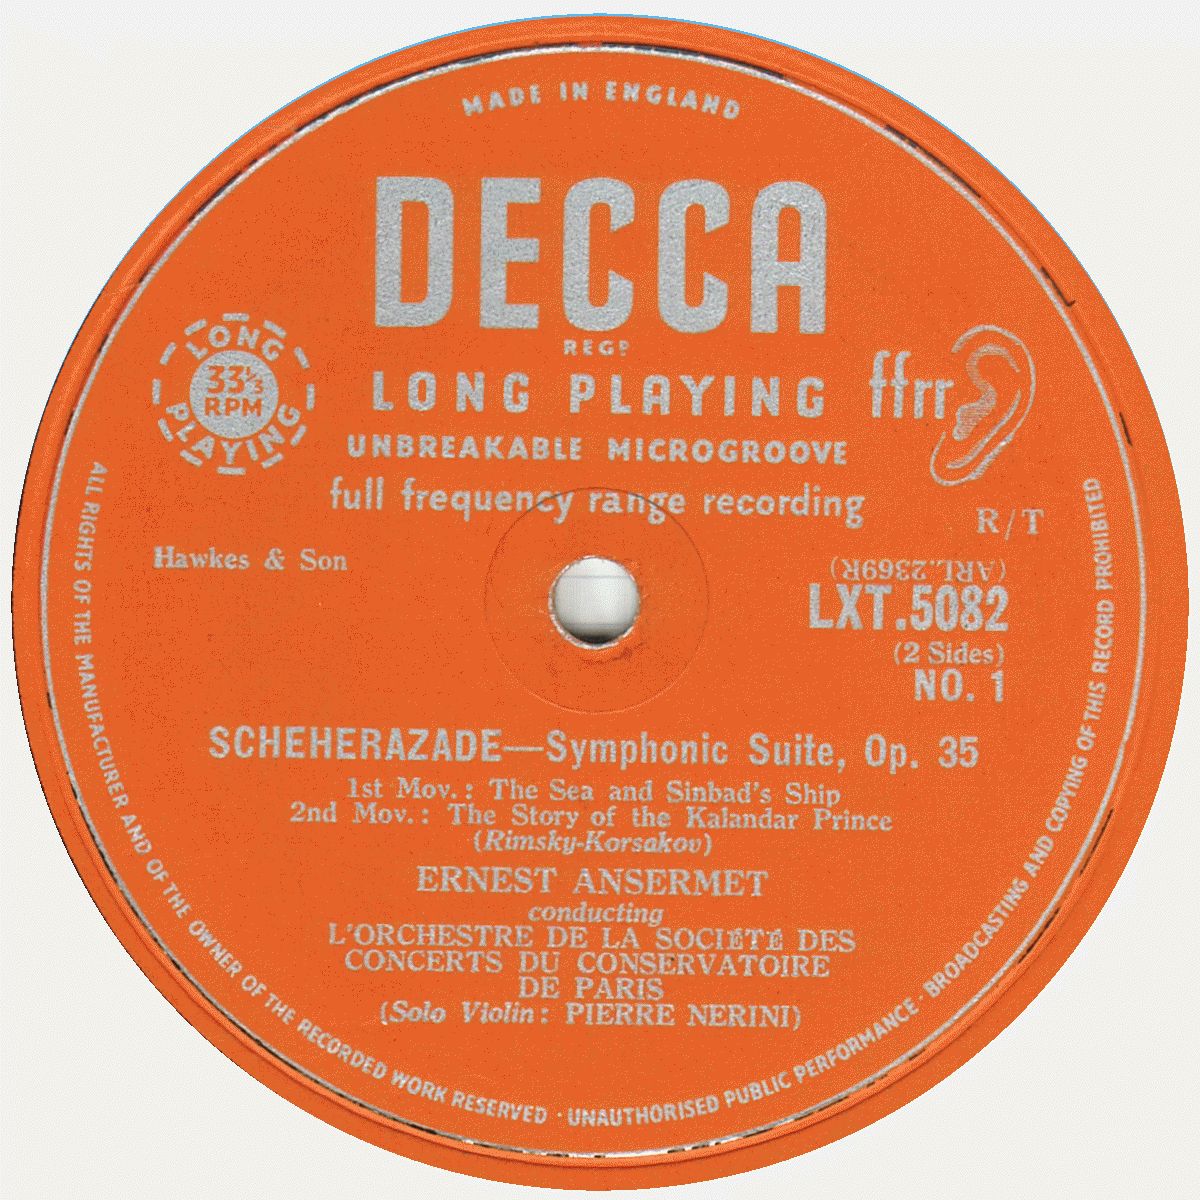 MADE IN ENGLAND
DECCA
REGD
LONG PLAYING
UNBREAKABLE MICROGROOVE
full frequency range recording
LONG
33⅓
RPM
PLAYING
ffrr
R/T
Hawkes & Son
(ARL.2369R)
LXT.5082
(2 Sides)
NO. 1
SCHEHERAZADE—Symphonic Suite, Op. 35
1st Mov.: The Sea and Sinbad's Ship
2nd Mov.: The Story of the Kalandar Prince
(Rimsky-Korsakov)
ERNEST ANSERMET
conducting
L'ORCHESTRE DE LA SOCIÉTÉ DES
CONCERTS DU CONSERVATOIRE
DE PARIS
(Solo Violin: PIERRE NERINI)
ALL RIGHTS OF THE MANUFACTURER AND OF THE OWNER OF THE RECORDED WORK RESERVED · UNAUTHORISED PUBLIC PERFORMANCE · BROADCASTING AND COPYING OF THIS RECORD PROHIBITED